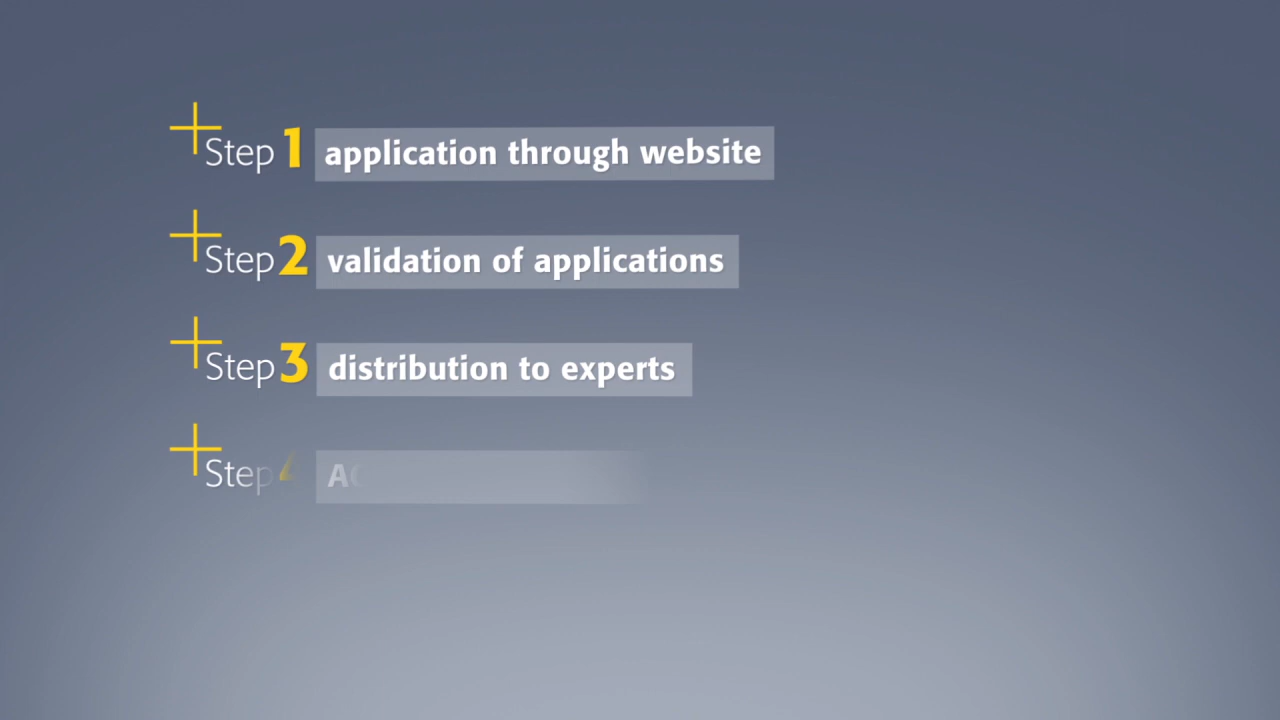 Step 1 application through website
Step 2 validation of applications
Step 3 distribution to experts
Step